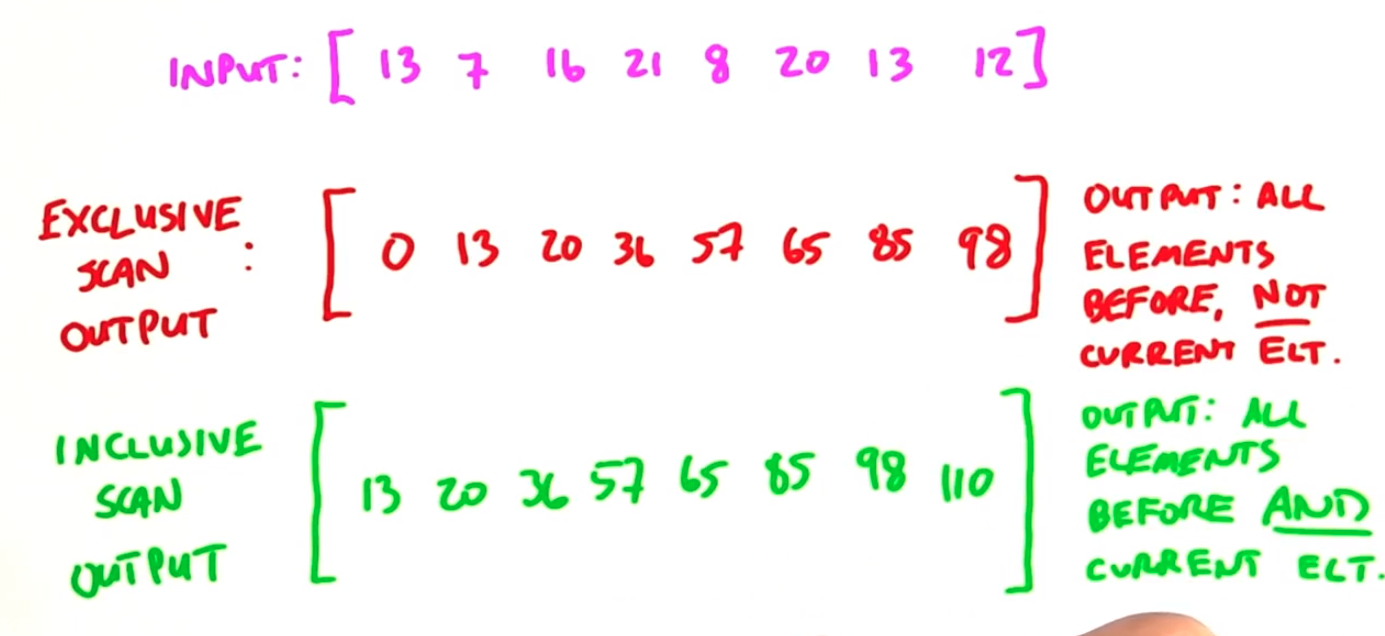 INPUT: [ 13 7 16 21 8 20 13 12 ]
EXCLUSIVE
SCAN :
OUTPUT
[ 0 13 20 36 57 65 85 98 ]
OUTPUT: ALL
ELEMENTS
BEFORE, NOT
CURRENT ELT.
INCLUSIVE
SCAN
OUTPUT
[ 13 20 36 57 65 85 98 110 ]
OUTPUT: ALL
ELEMENTS
BEFORE AND
CURRENT ELT.